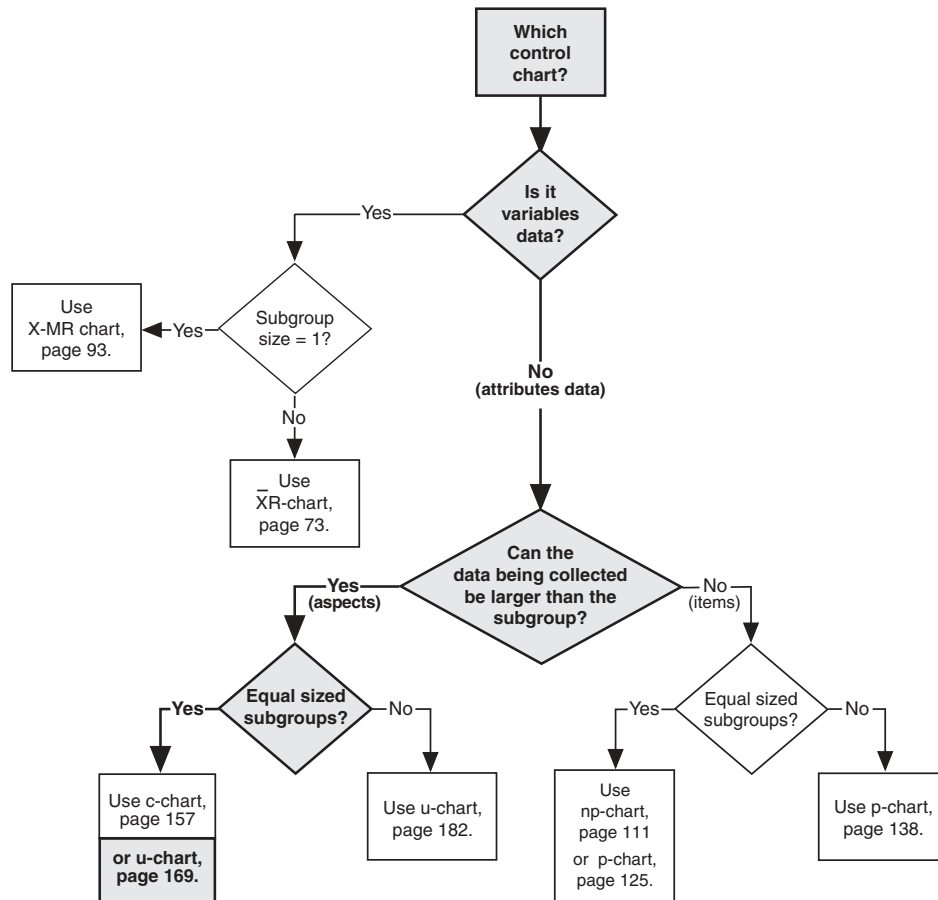 Which
control
chart?
Is it
variables
data?
Yes
Subgroup
size = 1?
Yes
Use
X-MR chart,
page 93.
No
Use
X̅R-chart,
page 73.
No
(attributes data)
Can the
data being collected
be larger than the
subgroup?
Yes
(aspects)
No
(items)
Equal sized
subgroups?
Yes
No
Use c-chart,
page 157
or u-chart,
page 169.
Use u-chart,
page 182.
Equal sized
subgroups?
Yes
No
Use
np-chart,
page 111
or p-chart,
page 125.
Use p-chart,
page 138.